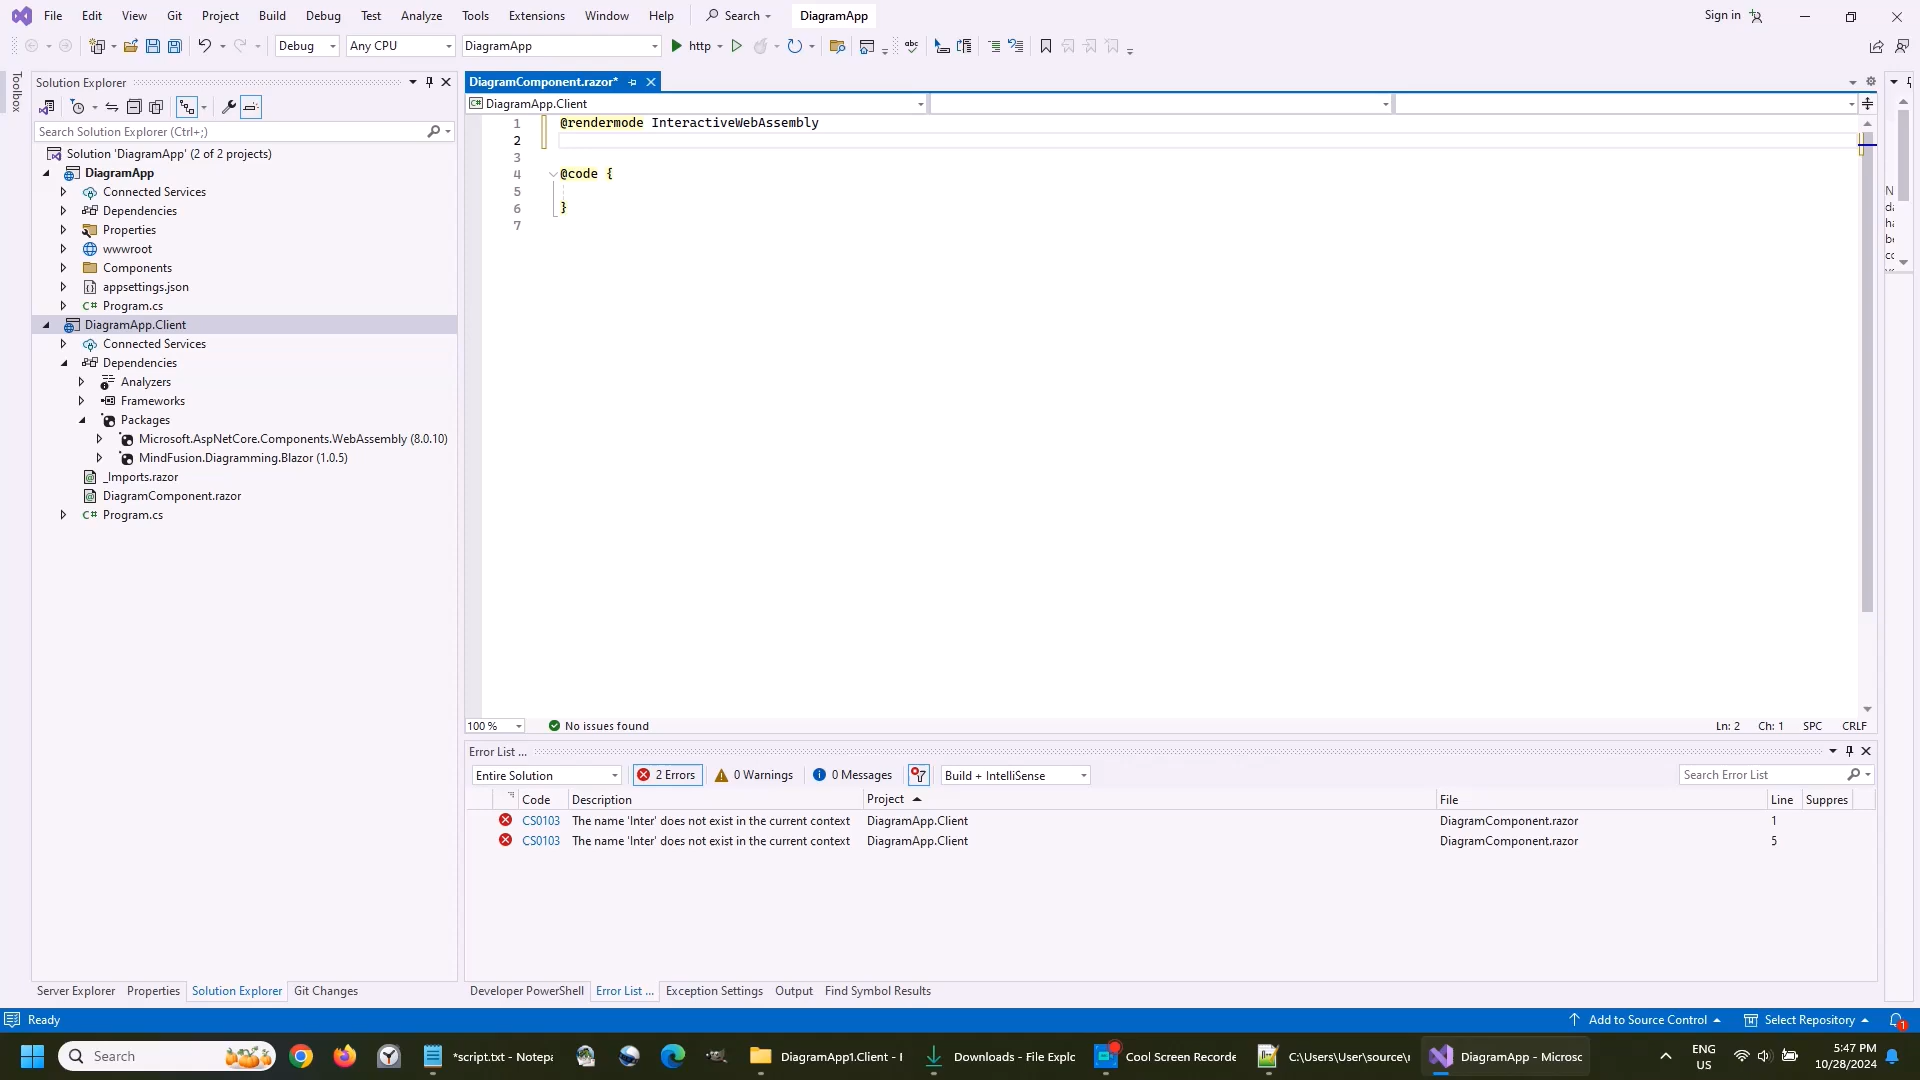 File Edit View Git Project Build Debug Test Analyze Tools Extensions Window Help Search DiagramApp Sign in
Debug Any CPU DiagramApp http
Toolbox
Solution Explorer
Search Solution Explorer (Ctrl+;)
Solution 'DiagramApp' (2 of 2 projects)
DiagramApp
Connected Services
Dependencies
Properties
wwwroot
Components
appsettings.json
C# Program.cs
DiagramApp.Client
Connected Services
Dependencies
Analyzers
Frameworks
Packages
Microsoft.AspNetCore.Components.WebAssembly (8.0.10)
MindFusion.Diagramming.Blazor (1.0.5)
_Imports.razor
DiagramComponent.razor
C# Program.cs
Server Explorer Properties Solution Explorer Git Changes
DiagramComponent.razor*
C# DiagramApp.Client
1 @rendermode InteractiveWebAssembly
2
3
4 @code {
5
6 }
7
100 % No issues found Ln: 2 Ch: 1 SPC CRLF
Error List ...
Entire Solution 2 Errors 0 Warnings 0 Messages Build + IntelliSense Search Error List
Code Description Project File Line Suppres
CS0103 The name 'Inter' does not exist in the current context DiagramApp.Client DiagramComponent.razor 1
CS0103 The name 'Inter' does not exist in the current context DiagramApp.Client DiagramComponent.razor 5
Developer PowerShell Error List ... Exception Settings Output Find Symbol Results
Ready Add to Source Control Select Repository 1
Search *script.txt - Notepa DiagramApp1.Client - Downloads - File Explo Cool Screen Recorde C:\Users\User\source\r DiagramApp - Microsc ENG 5:47 PM
US 10/28/2024